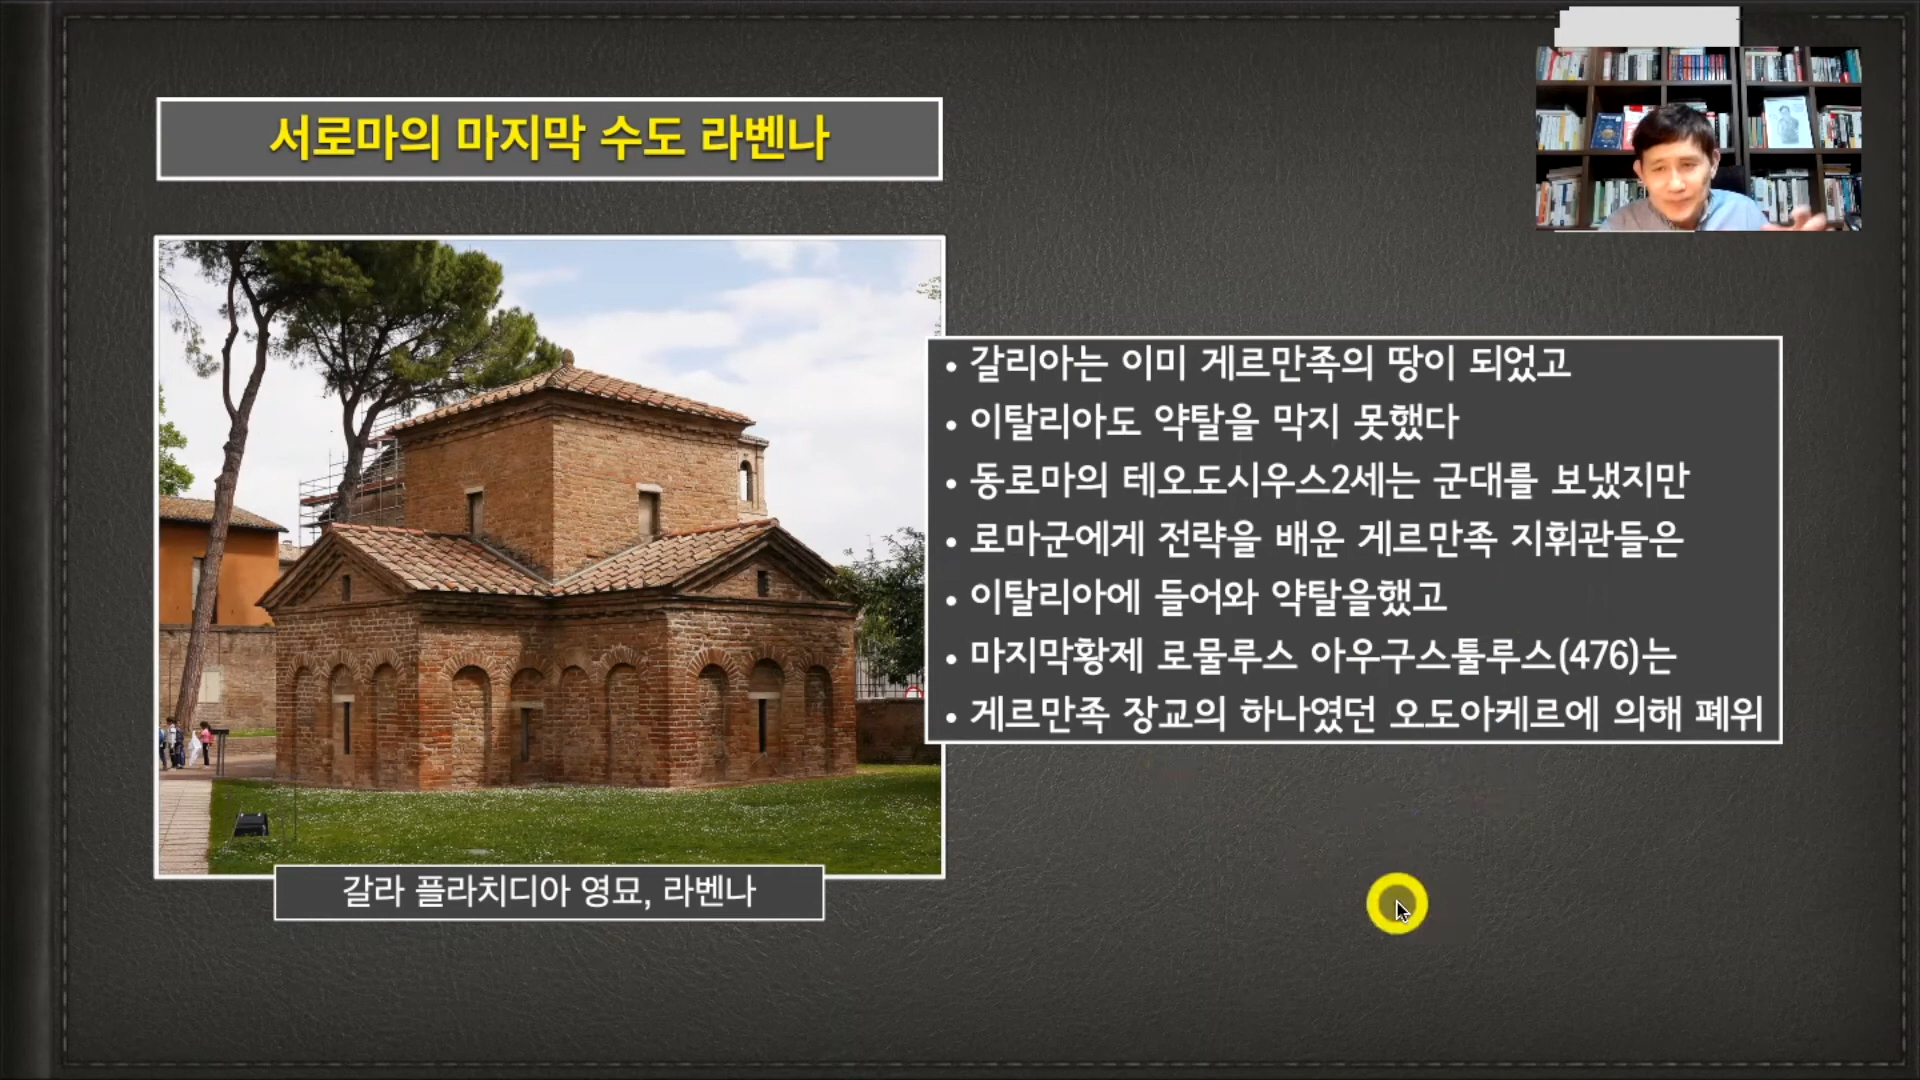 서로마의 마지막 수도 라벤나
• 갈리아는 이미 게르만족의 땅이 되었고
• 이탈리아도 약탈을 막지 못했다
• 동로마의 테오도시우스2세는 군대를 보냈지만
• 로마군에게 전략을 배운 게르만족 지휘관들은
• 이탈리아에 들어와 약탈을했고
• 마지막황제 로물루스 아우구스툴루스(476)는
• 게르만족 장교의 하나였던 오도아케르에 의해 폐위
갈라 플라치디아 영묘, 라벤나